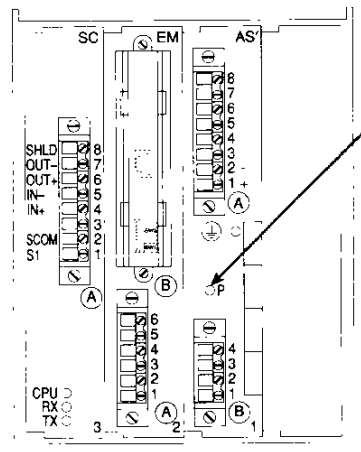 SC EM AS'
8
7
6
5
4
3
2 -
1 +
A
SHLD 8
OUT- 7
OUT+ 6
IN- 5
IN+ 4
3
SCOM 2
S1 1
A
B
P
6
5
4
3
2
1
A
4
3
2
1
B
CPU
RX
TX
3 2 1